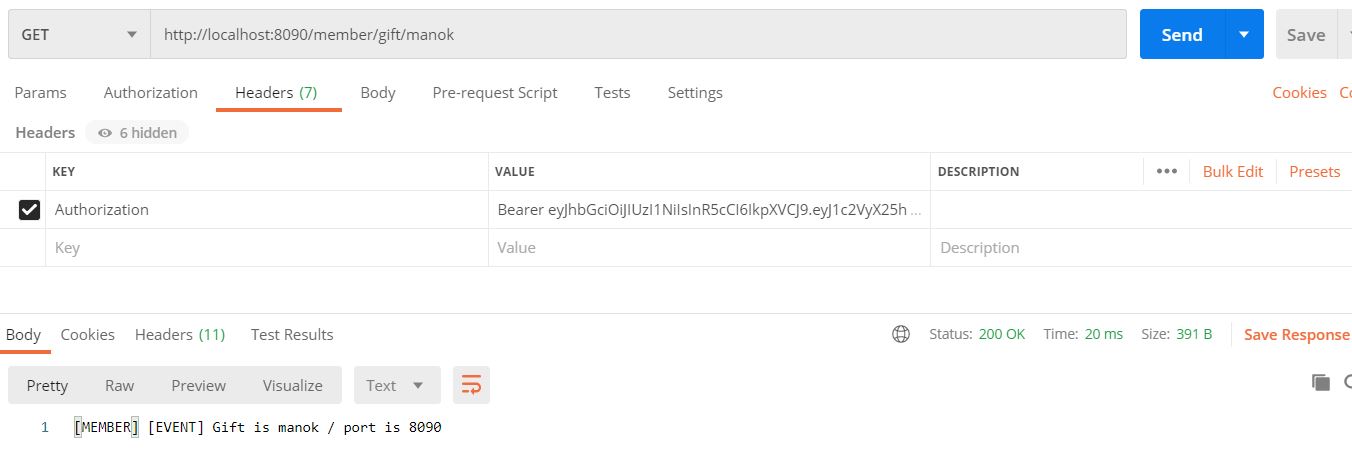 GET http://localhost:8090/member/gift/manok Send Save
Params Authorization Headers (7) Body Pre-request Script Tests Settings Cookies
Headers 6 hidden
KEY VALUE DESCRIPTION ••• Bulk Edit Presets
Authorization Bearer eyJhbGciOiJIUzI1NiIsInR5cCI6IkpXVCJ9.eyJ1c2VyX25h ...
Key Value Description
Body Cookies Headers (11) Test Results Status: 200 OK Time: 20 ms Size: 391 B Save Response
Pretty Raw Preview Visualize Text
1 [MEMBER] [EVENT] Gift is manok / port is 8090